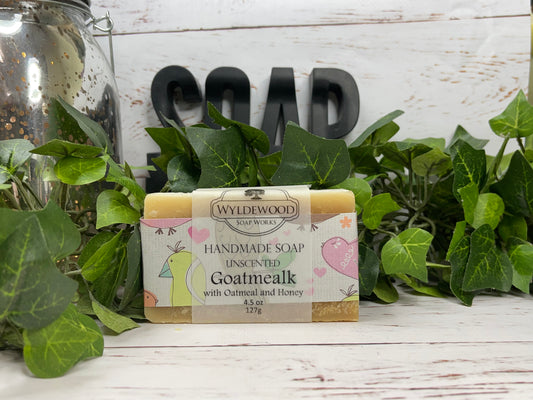 SOAP
WYLDEWOOD
SOAP WORKS
HANDMADE SOAP
UNSCENTED
Goatmealk
with Oatmeal and Honey
4.5 oz
127g